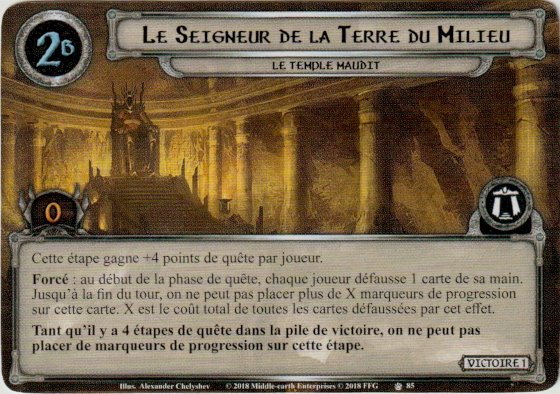 2B
LE SEIGNEUR DE LA TERRE DU MILIEU
LE TEMPLE MAUDIT
0
Cette étape gagne +4 points de quête par joueur.
Forcé : au début de la phase de quête, chaque joueur défausse 1 carte de sa main.
Jusqu'à la fin du tour, on ne peut pas placer plus de X marqueurs de progression
sur cette carte. X est le coût total de toutes les cartes défaussées par cet effet.
Tant qu'il y a 4 étapes de quête dans la pile de victoire, on ne peut pas
placer de marqueurs de progression sur cette étape.
VICTOIRE 1
Illus. Alexander Chelyshev © 2018 Middle-earth Enterprises © 2018 FFG 85